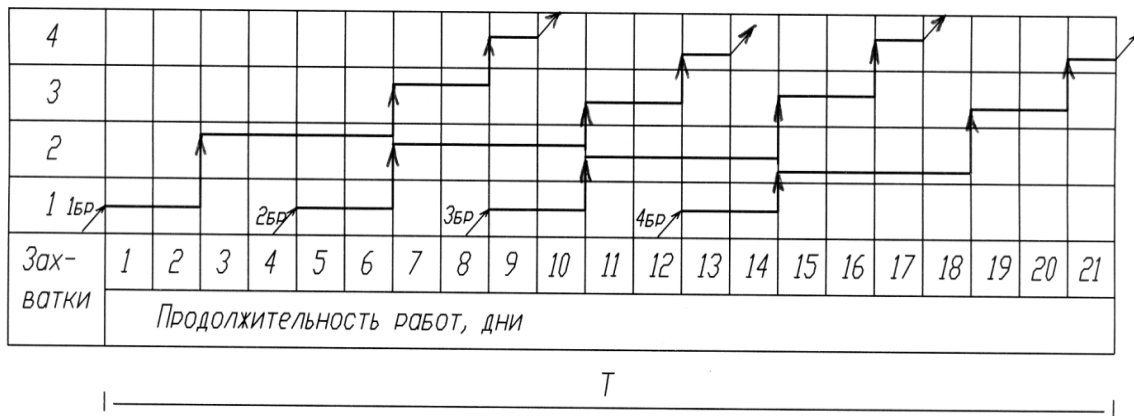 4
3
2
1 1БР 2БР 3БР 4БР
Зах-
ватки
1 2 3 4 5 6 7 8 9 10 11 12 13 14 15 16 17 18 19 20 21
Продолжительность работ, дни
Т